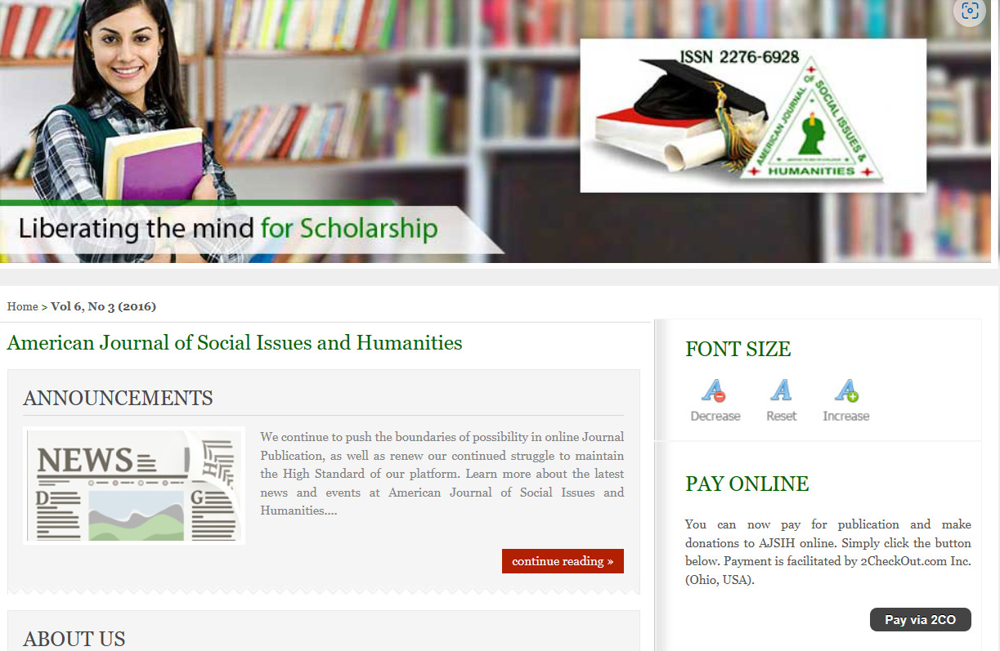 ISSN 2276-6928
AMERICAN JOURNAL OF SOCIAL ISSUES &
HUMANITIES
Liberating the mind for Scholarship
Home > Vol 6, No 3 (2016)
American Journal of Social Issues and Humanities
ANNOUNCEMENTS
NEWS
D
G
We continue to push the boundaries of possibility in online Journal
Publication, as well as renew our continued struggle to maintain
the High Standard of our platform. Learn more about the latest
news and events at American Journal of Social Issues and
Humanities....
continue reading »
ABOUT US
FONT SIZE
Decrease
Reset
Increase
PAY ONLINE
You can now pay for publication and make
donations to AJSIH online. Simply click the button
below. Payment is facilitated by 2CheckOut.com Inc.
(Ohio, USA).
Pay via 2CO